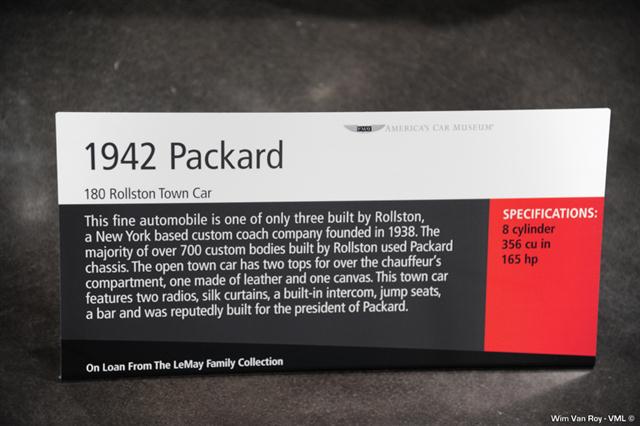 AMERICA'S CAR MUSEUM
1942 Packard
180 Rollston Town Car
This fine automobile is one of only three built by Rollston,
a New York based custom coach company founded in 1938. The
majority of over 700 custom bodies built by Rollston used Packard
chassis. The open town car has two tops for over the chauffeur's
compartment, one made of leather and one canvas. This town car
features two radios, silk curtains, a built-in intercom, jump seats,
a bar and was reputedly built for the president of Packard.
SPECIFICATIONS:
8 cylinder
356 cu in
165 hp
On Loan From The LeMay Family Collection
Wim Van Roy - VML ©